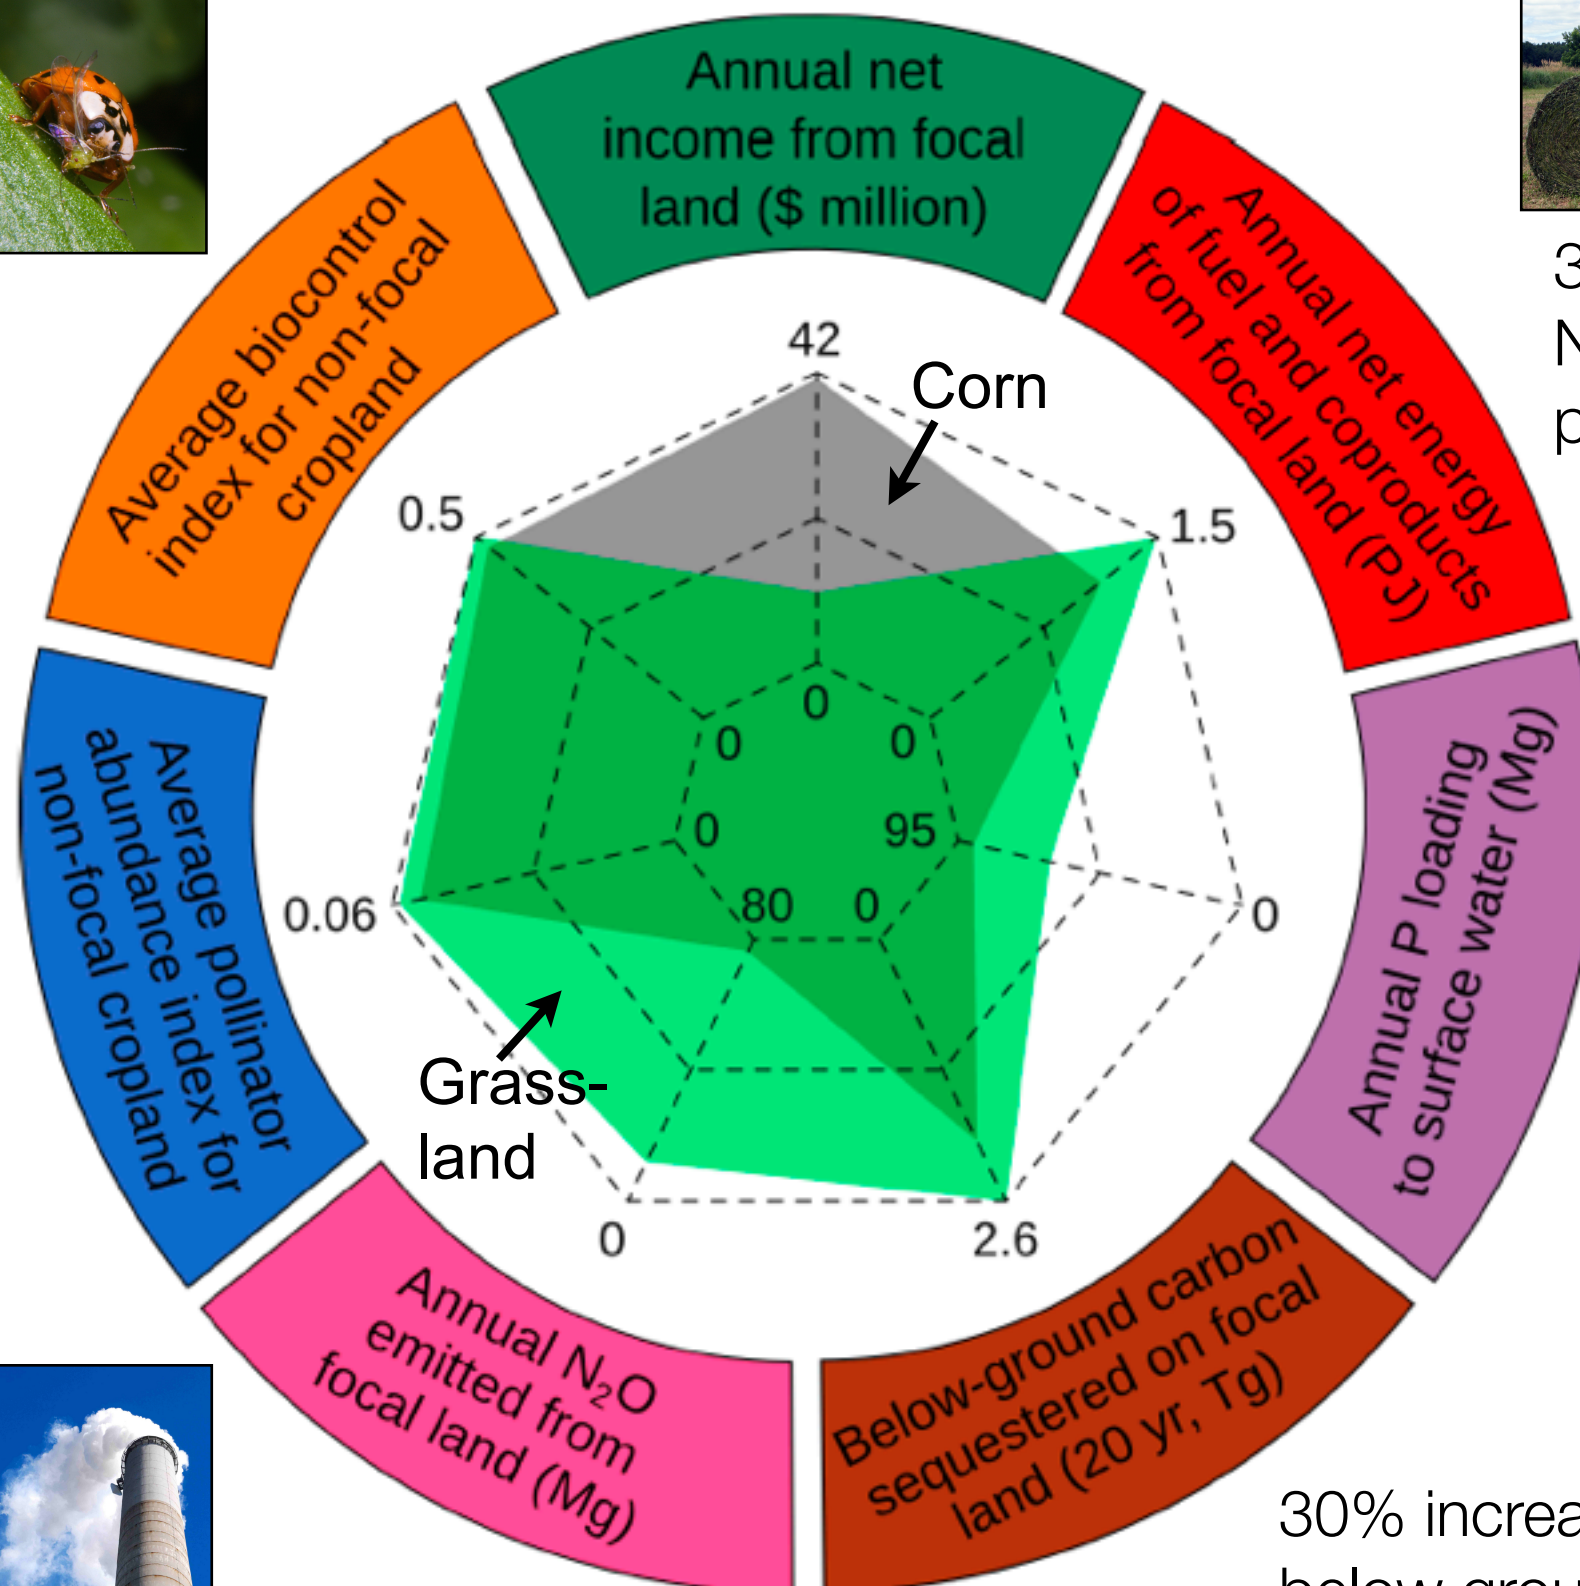 Annual net
income from focal
land ($ million)
Annual net energy
of fuel and coproducts
from focal land (PJ)
Average biocontrol
index for non-focal
cropland
42
Corn
0.5
1.5
0
0
0
0
95
80
0
0.06
0
Average pollinator
abundance index for
non-focal cropland
Annual P loading
to surface water (Mg)
Grass-
land
0
2.6
Annual N₂O
emitted from
focal land (Mg)
Below-ground carbon
sequestered on focal
land (20 yr, Tg)
30%